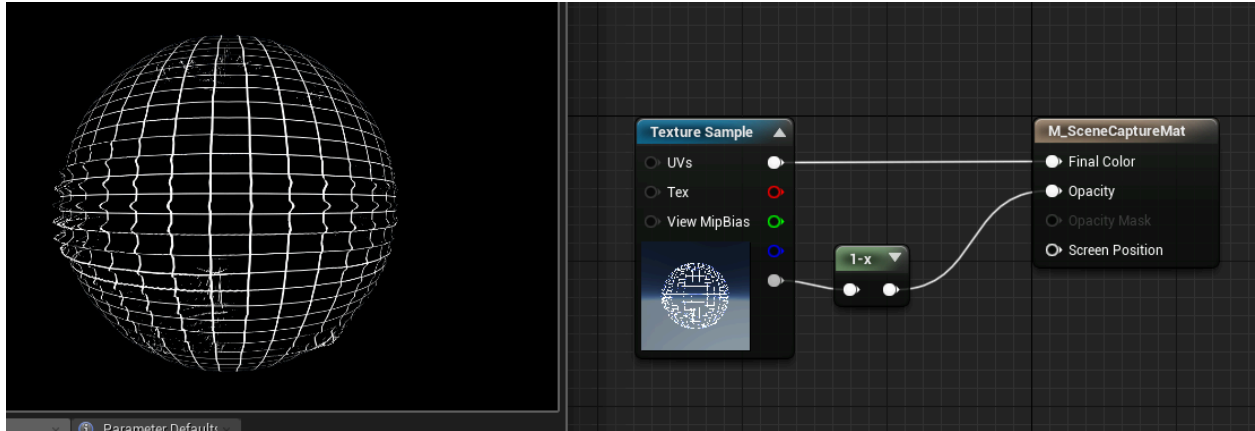 Texture Sample
UVs
Tex
View MipBias
1-x
M_SceneCaptureMat
Final Color
Opacity
Opacity Mask
Screen Position
Parameter Defaults